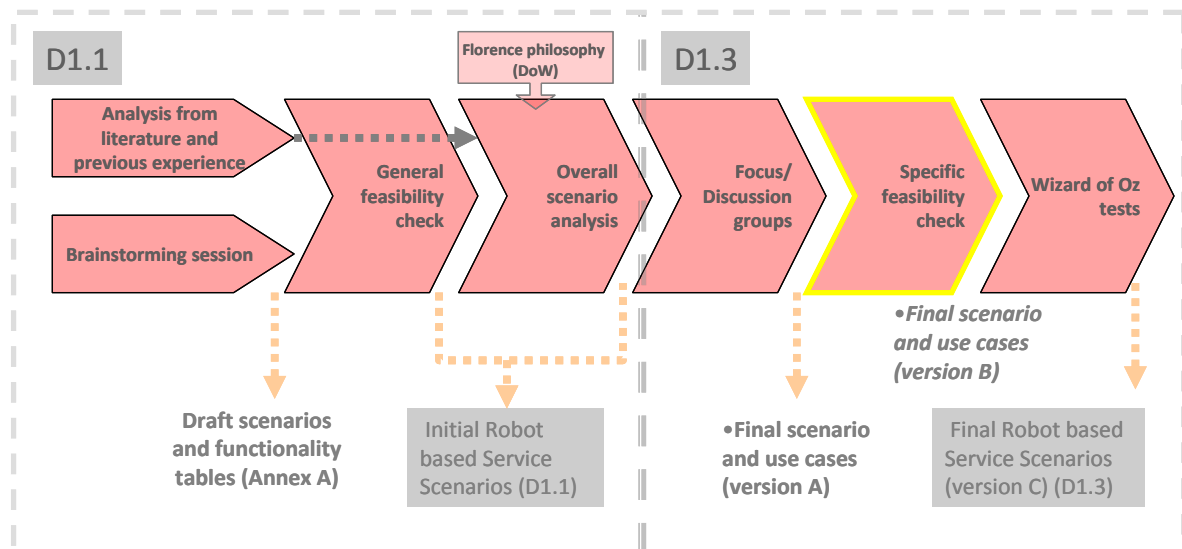 D1.1
Florence philosophy
(DoW)
D1.3
Analysis from
literature and
previous experience
Brainstorming session
General
feasibility
check
Overall
scenario
analysis
Focus/
Discussion
groups
Specific
feasibility
check
Wizard of Oz
tests
Draft scenarios
and functionality
tables (Annex A)
Initial Robot
based Service
Scenarios (D1.1)
•Final scenario
and use cases
(version A)
•Final scenario
and use cases
(version B)
Final Robot based
Service Scenarios
(version C) (D1.3)